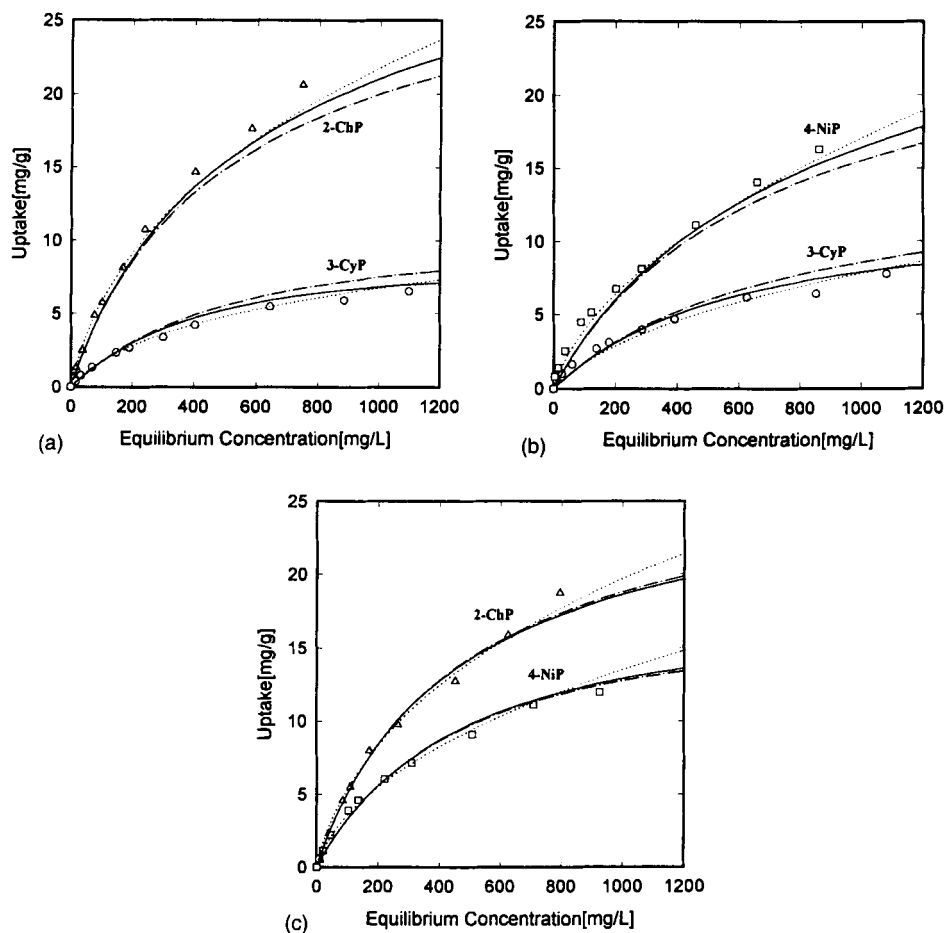 25
20
15
10
5
0
Uptake[mg/g]
2-ChP
3-CyP
0 200 400 600 800 1000 1200
(a) Equilibrium Concentration[mg/L]
25
20
15
10
5
0
Uptake[mg/g]
4-NiP
3-CyP
0 200 400 600 800 1000 1200
(b) Equilibrium Concentration[mg/L]
25
20
15
10
5
0
Uptake[mg/g]
2-ChP
4-NiP
0 200 400 600 800 1000 1200
(c) Equilibrium Concentration[mg/L]